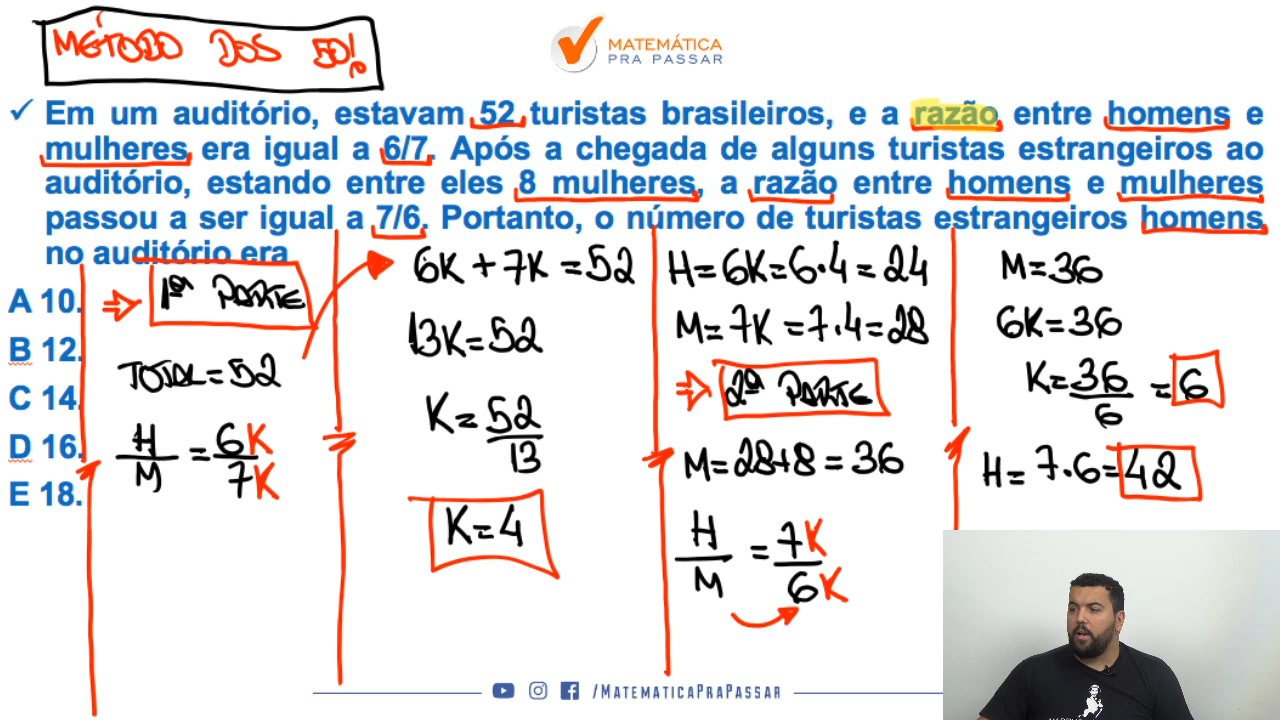 MÉTODO DOS 50!
MATEMÁTICA
PRA PASSAR
✓ Em um auditório, estavam 52 turistas brasileiros, e a razão entre homens e
mulheres era igual a 6/7. Após a chegada de alguns turistas estrangeiros ao
auditório, estando entre eles 8 mulheres, a razão entre homens e mulheres
passou a ser igual a 7/6. Portanto, o número de turistas estrangeiros homens
no auditório era
A 10.
B 12.
C 14.
D 16.
E 18.
⇒ 1ª PARTE
TOTAL = 52
H/M = 6K/7K
6K + 7K = 52
13K = 52
K = 52/13
K = 4
H = 6K = 6.4 = 24
M = 7K = 7.4 = 28
⇒ 2ª PARTE
M = 28+8 = 36
H/M = 7K/6K
M = 36
6K = 36
K = 36/6 = 6
H = 7.6 = 42
/MATEMATICAPRAPASSAR